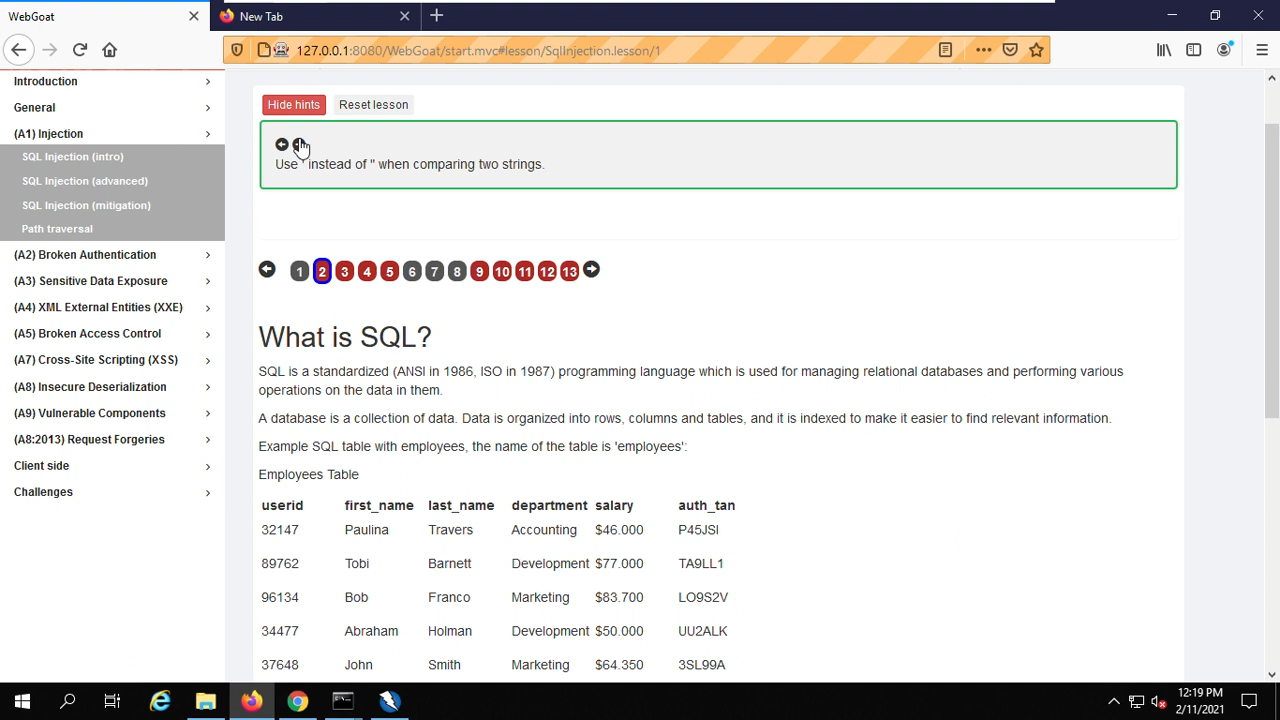 WebGoat
New Tab
127.0.0.1:8080/WebGoat/start.mvc#lesson/SqlInjection.lesson/1
Introduction
General
(A1) Injection
SQL Injection (intro)
SQL Injection (advanced)
SQL Injection (mitigation)
Path traversal
(A2) Broken Authentication
(A3) Sensitive Data Exposure
(A4) XML External Entities (XXE)
(A5) Broken Access Control
(A7) Cross-Site Scripting (XSS)
(A8) Insecure Deserialization
(A9) Vulnerable Components
(A8:2013) Request Forgeries
Client side
Challenges
Hide hints Reset lesson
Use ' instead of " when comparing two strings.
1 2 3 4 5 6 7 8 9 10 11 12 13
What is SQL?
SQL is a standardized (ANSI in 1986, ISO in 1987) programming language which is used for managing relational databases and performing various
operations on the data in them.
A database is a collection of data. Data is organized into rows, columns and tables, and it is indexed to make it easier to find relevant information.
Example SQL table with employees, the name of the table is 'employees':
Employees Table
userid first_name last_name department salary auth_tan
32147 Paulina Travers Accounting $46.000 P45JSI
89762 Tobi Barnett Development $77.000 TA9LL1
96134 Bob Franco Marketing $83.700 LO9S2V
34477 Abraham Holman Development $50.000 UU2ALK
37648 John Smith Marketing $64.350 3SL99A
12:19 PM
2/11/2021